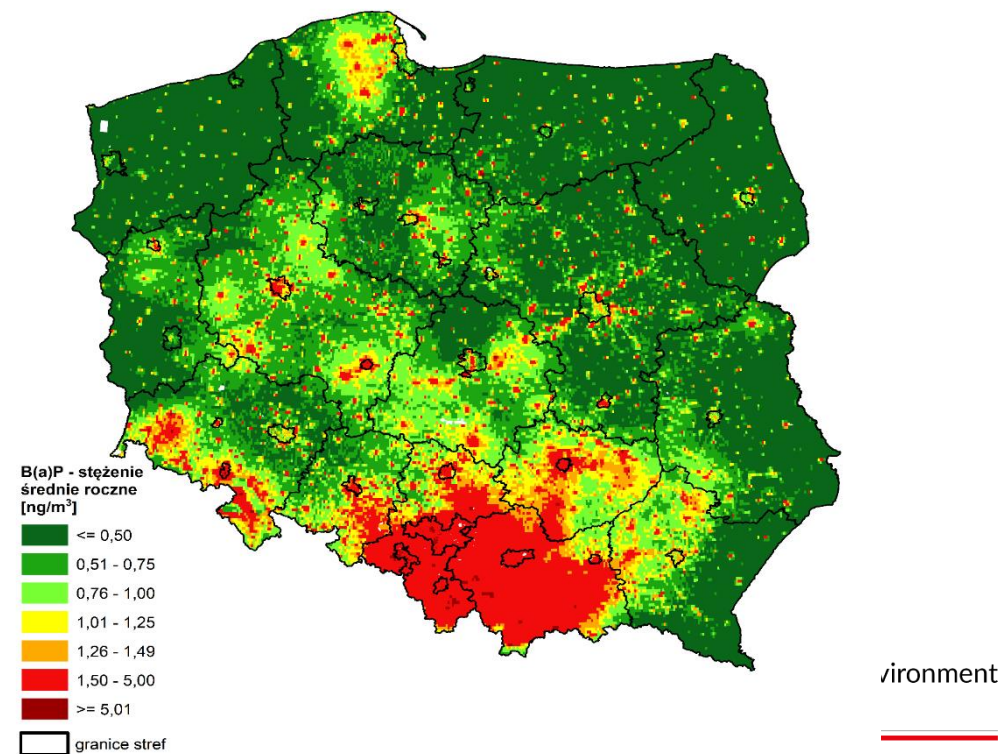 B(a)P - stężenie
średnie roczne
[ng/m³]
<= 0,50
0,51 - 0,75
0,76 - 1,00
1,01 - 1,25
1,26 - 1,49
1,50 - 5,00
>= 5,01
granice stref
vironment